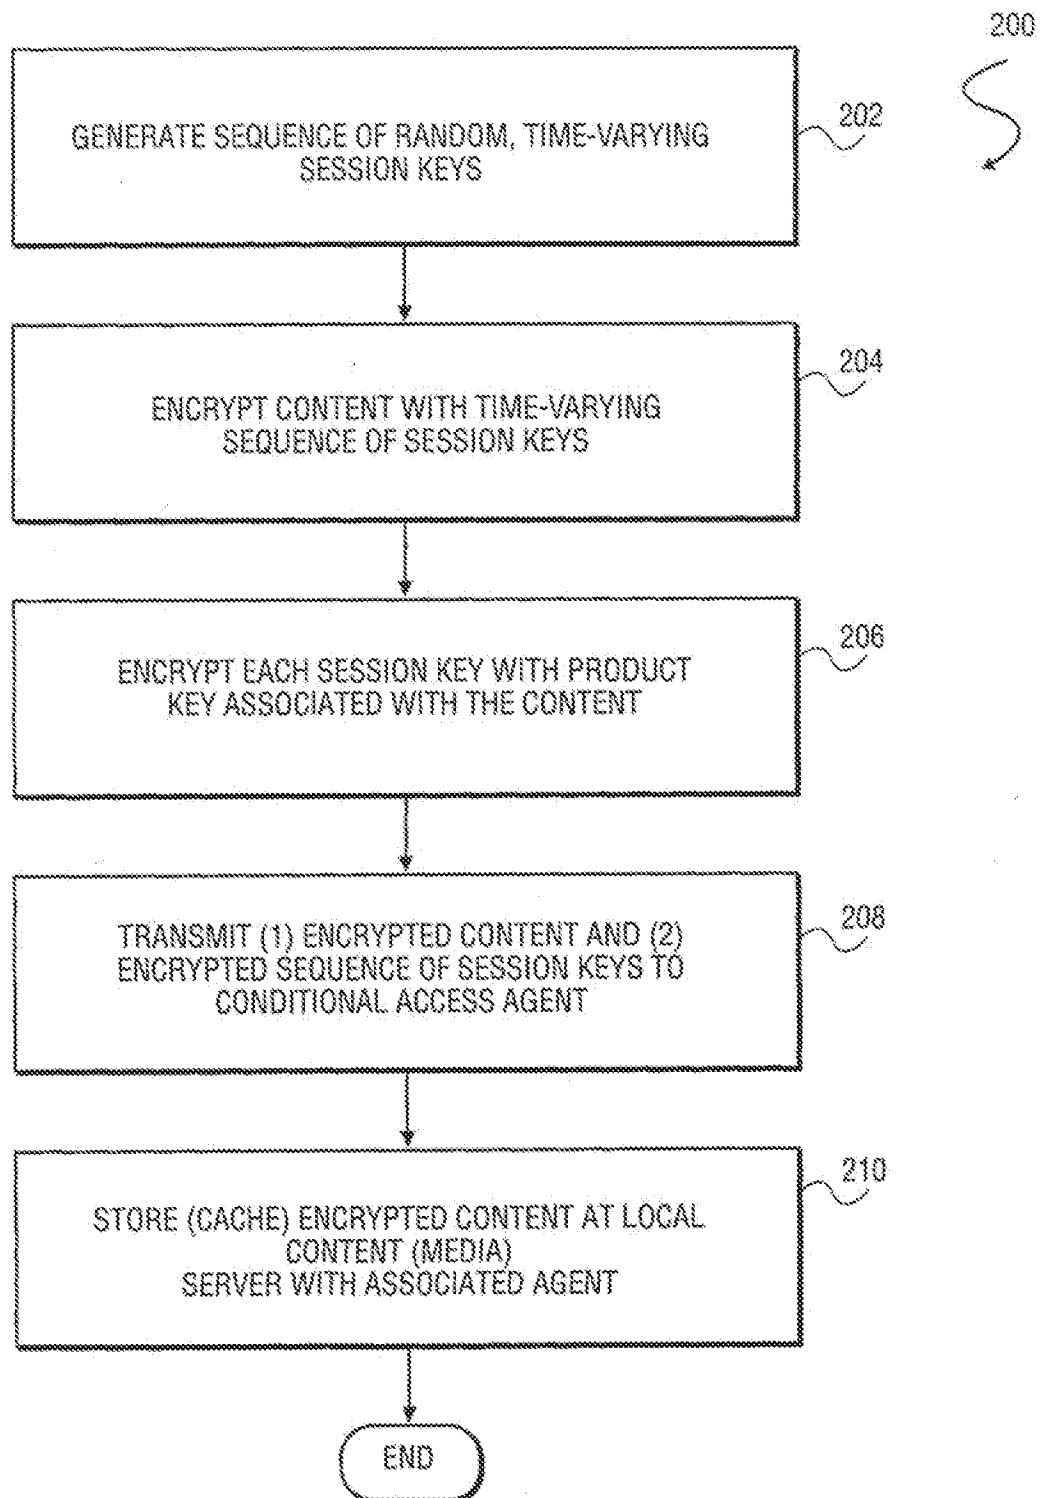 200
GENERATE SEQUENCE OF RANDOM, TIME-VARYING
SESSION KEYS
202
ENCRYPT CONTENT WITH TIME-VARYING
SEQUENCE OF SESSION KEYS
204
ENCRYPT EACH SESSION KEY WITH PRODUCT
KEY ASSOCIATED WITH THE CONTENT
206
TRANSMIT (1) ENCRYPTED CONTENT AND (2)
ENCRYPTED SEQUENCE OF SESSION KEYS TO
CONDITIONAL ACCESS AGENT
208
STORE (CACHE) ENCRYPTED CONTENT AT LOCAL
CONTENT (MEDIA)
SERVER WITH ASSOCIATED AGENT
210
END